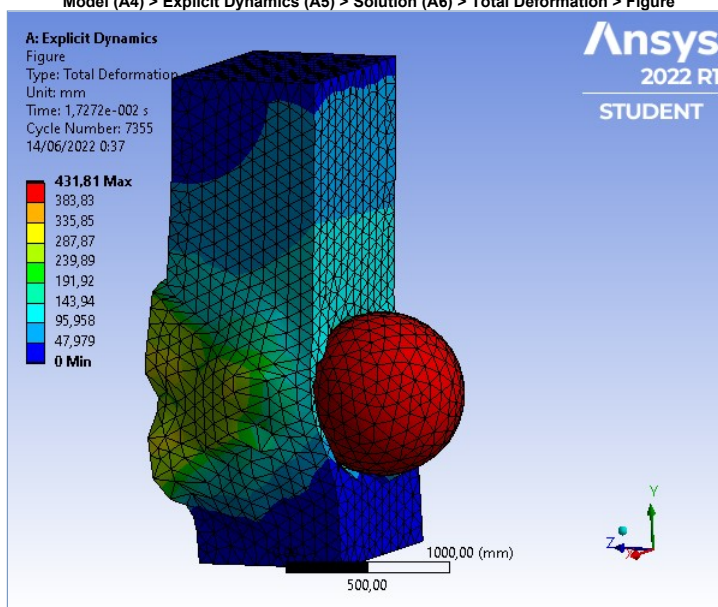 Model (A4) > Explicit Dynamics (A5) > Solution (A6) > Total Deformation > Figure
A: Explicit Dynamics
Figure
Type: Total Deformation
Unit: mm
Time: 1,7272e-002 s
Cycle Number: 7355
14/06/2022 0:37
431,81 Max
383,83
335,85
287,87
239,89
191,92
143,94
95,958
47,979
0 Min
Ansys
2022 R1
STUDENT
Y
Z
X
1000,00 (mm)
500,00